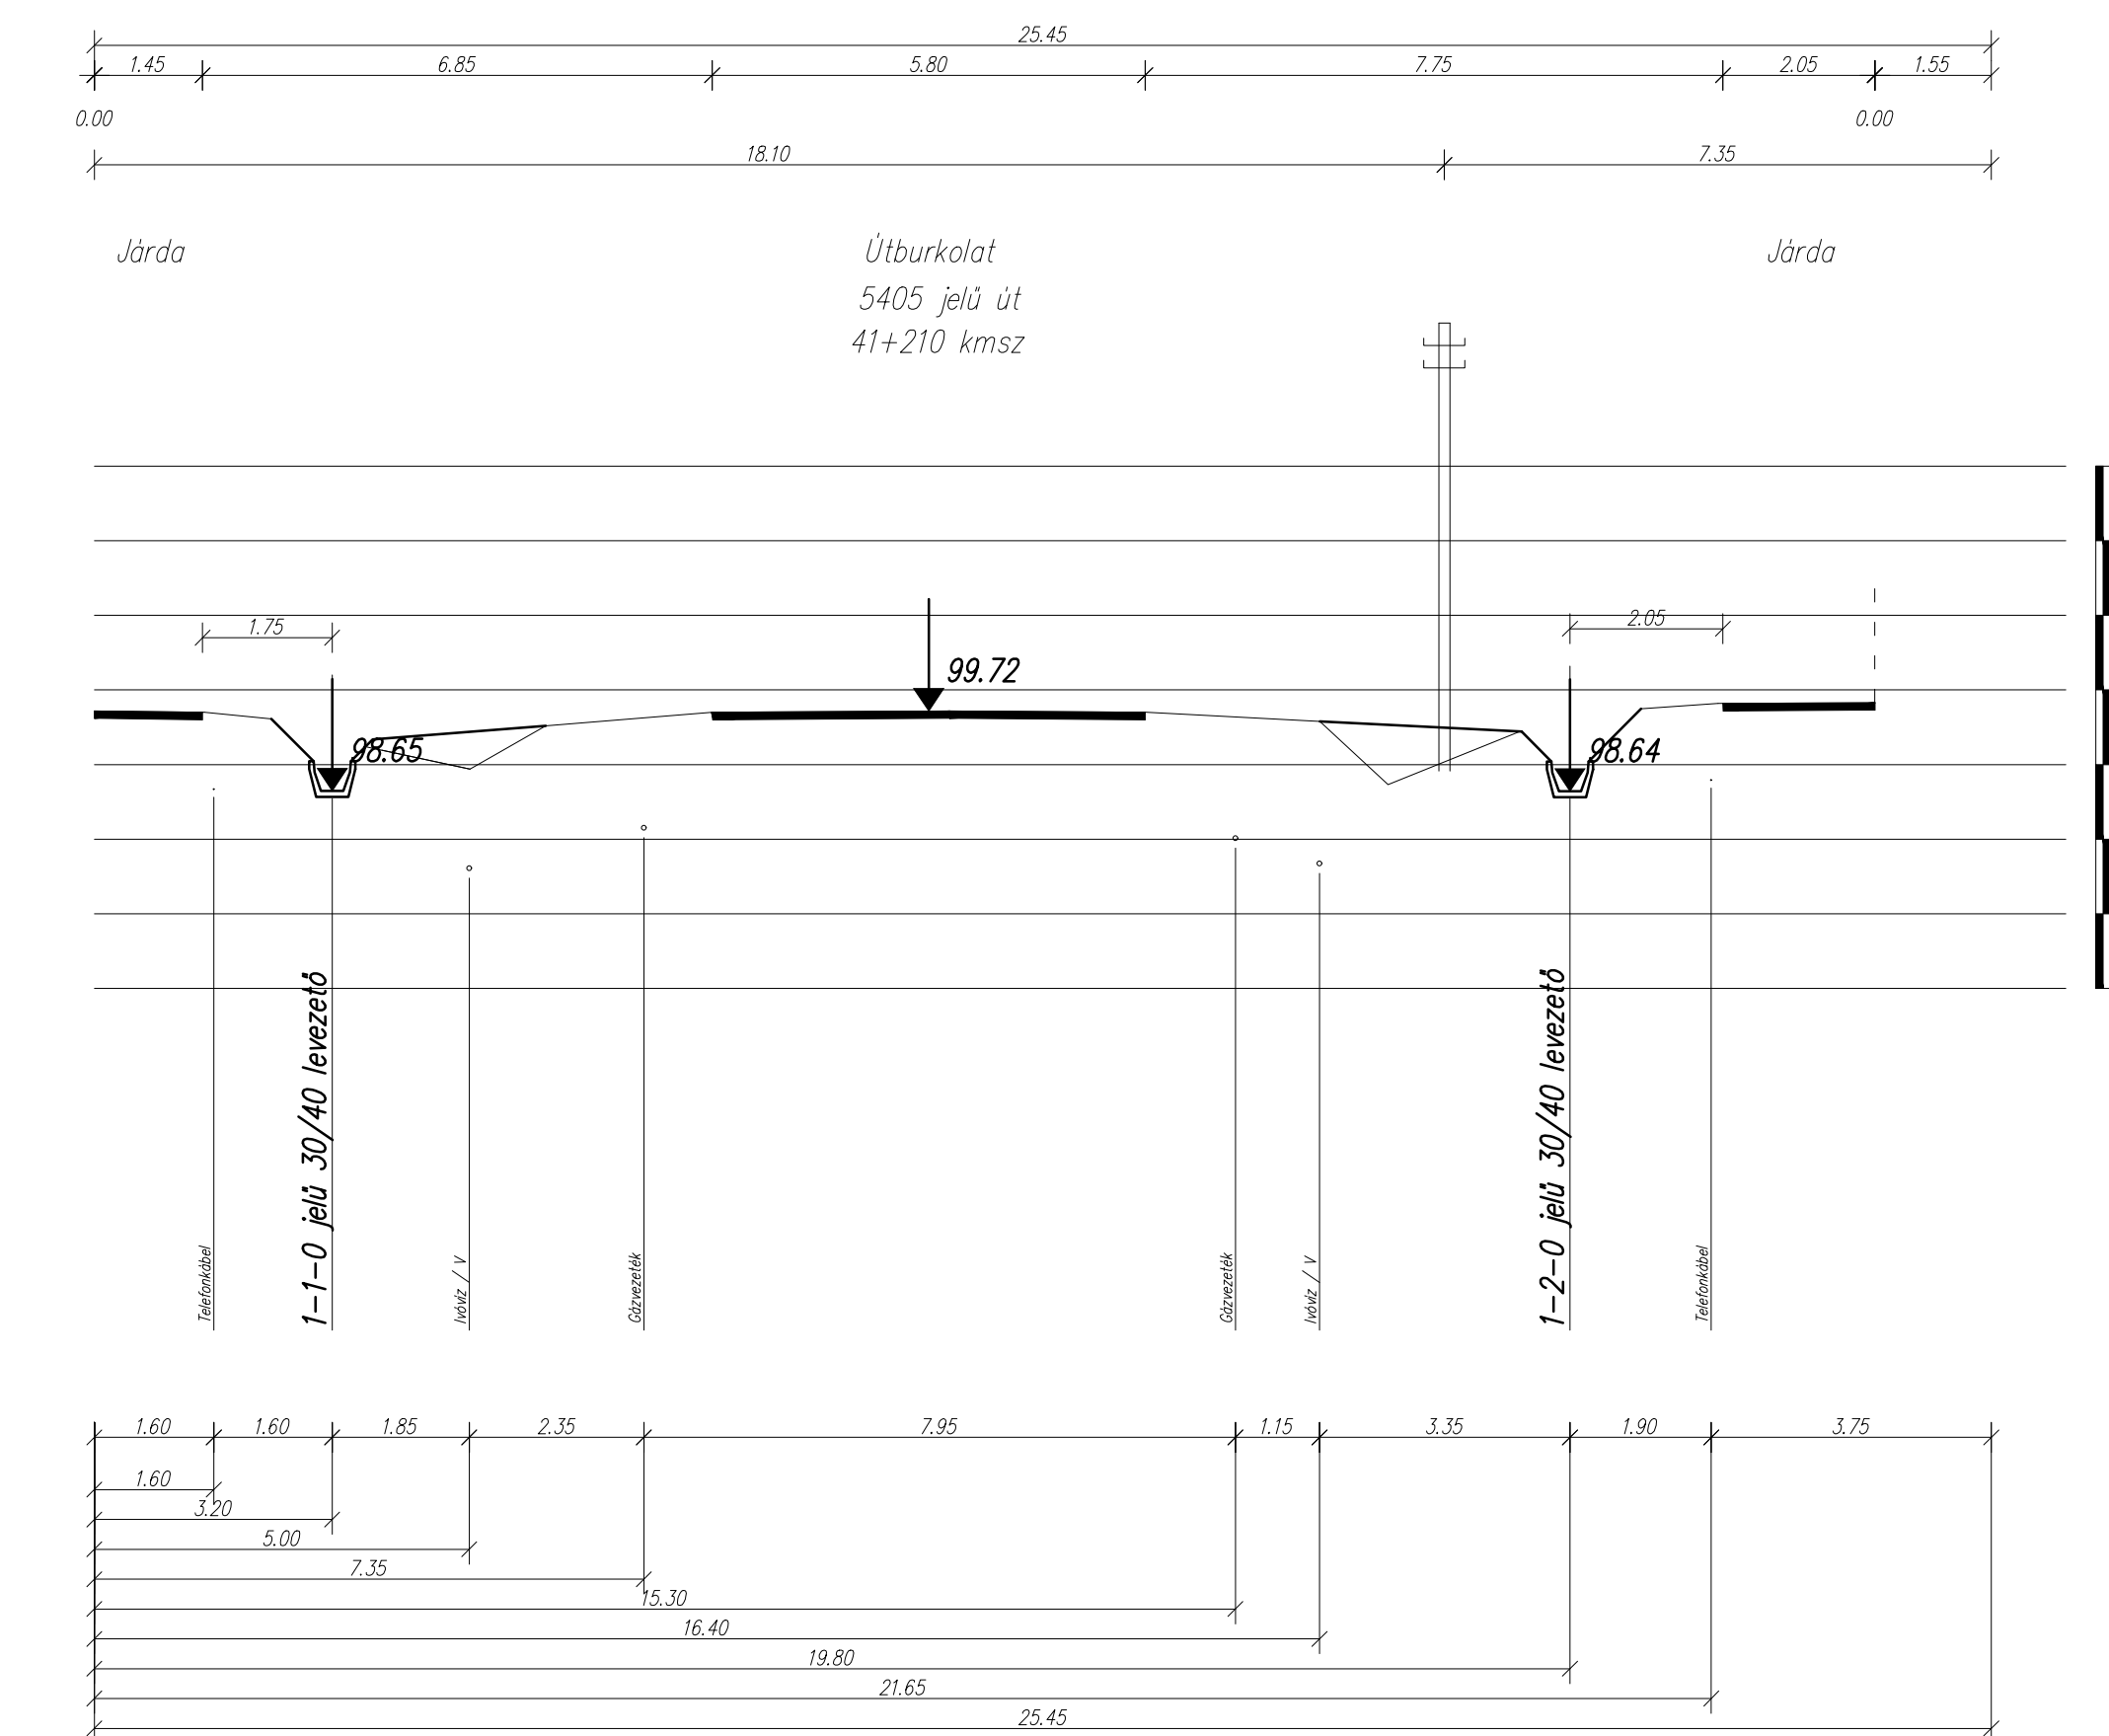 25.45
1.45 6.85 5.80 7.75 2.05 1.55
0.00 0.00
18.10 7.35
Járda Útburkolat Járda
5405 jelű út
41+210 kmsz
1.75 2.05
99.72
98.65 98.64
Telefonkábel
1-1-0 jelű 30/40 levezető
Ivóvíz / V
Gázvezeték
Gázvezeték
Ivóvíz / V
1-2-0 jelű 30/40 levezető
Telefonkábel
1.60 1.60 1.85 2.35 7.95 1.15 3.35 1.90 3.75
1.60
3.20
5.00
7.35
15.30
16.40
19.80
21.65
25.45